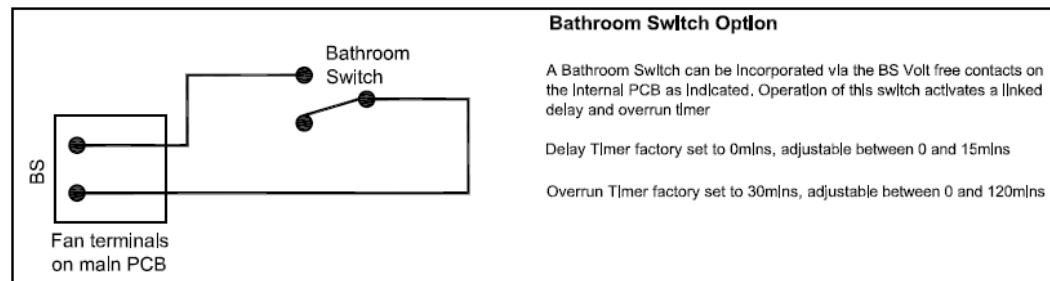 Bathroom Switch Option
Bathroom
Switch
A Bathroom Switch can be Incorporated via the BS Volt free contacts on
the Internal PCB as Indicated. Operation of this switch activates a linked
delay and overrun timer
Delay Timer factory set to 0mins, adjustable between 0 and 15mins
Overrun Timer factory set to 30mins, adjustable between 0 and 120mins
BS
Fan terminals
on main PCB